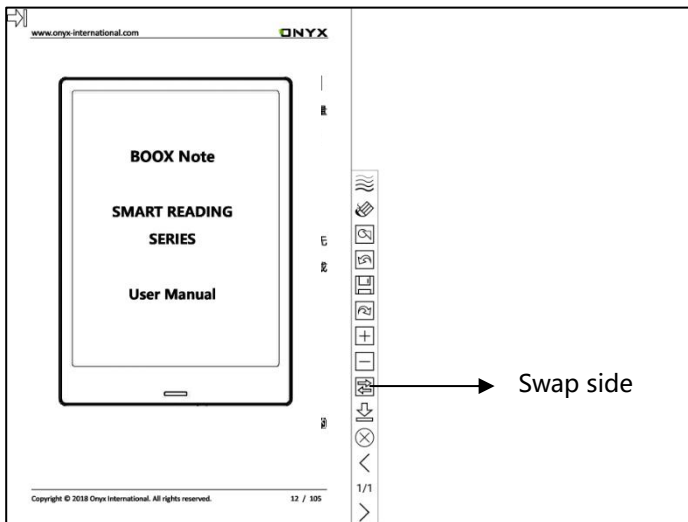 www.onyx-international.com
ONYX
BOOX Note
SMART READING
SERIES
User Manual
Swap side
1/1
Copyright © 2018 Onyx International. All rights reserved.
12 / 105